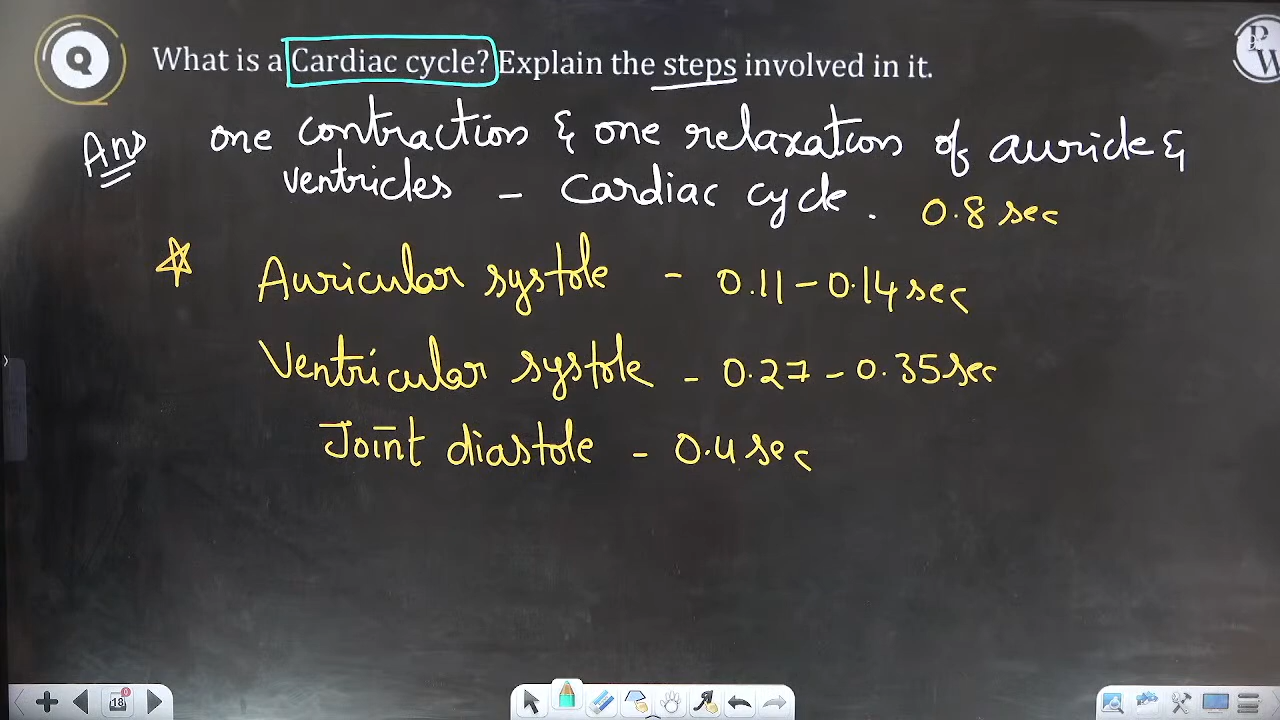 Q What is a Cardiac cycle? Explain the steps involved in it.
PW
Ans one contraction & one relaxation of auricle &
ventricles - Cardiac cycle. 0.8 sec
Auricular systole - 0.11-0.14 sec
Ventricular systole - 0.27-0.35 sec
Joint diastole - 0.4 sec
18